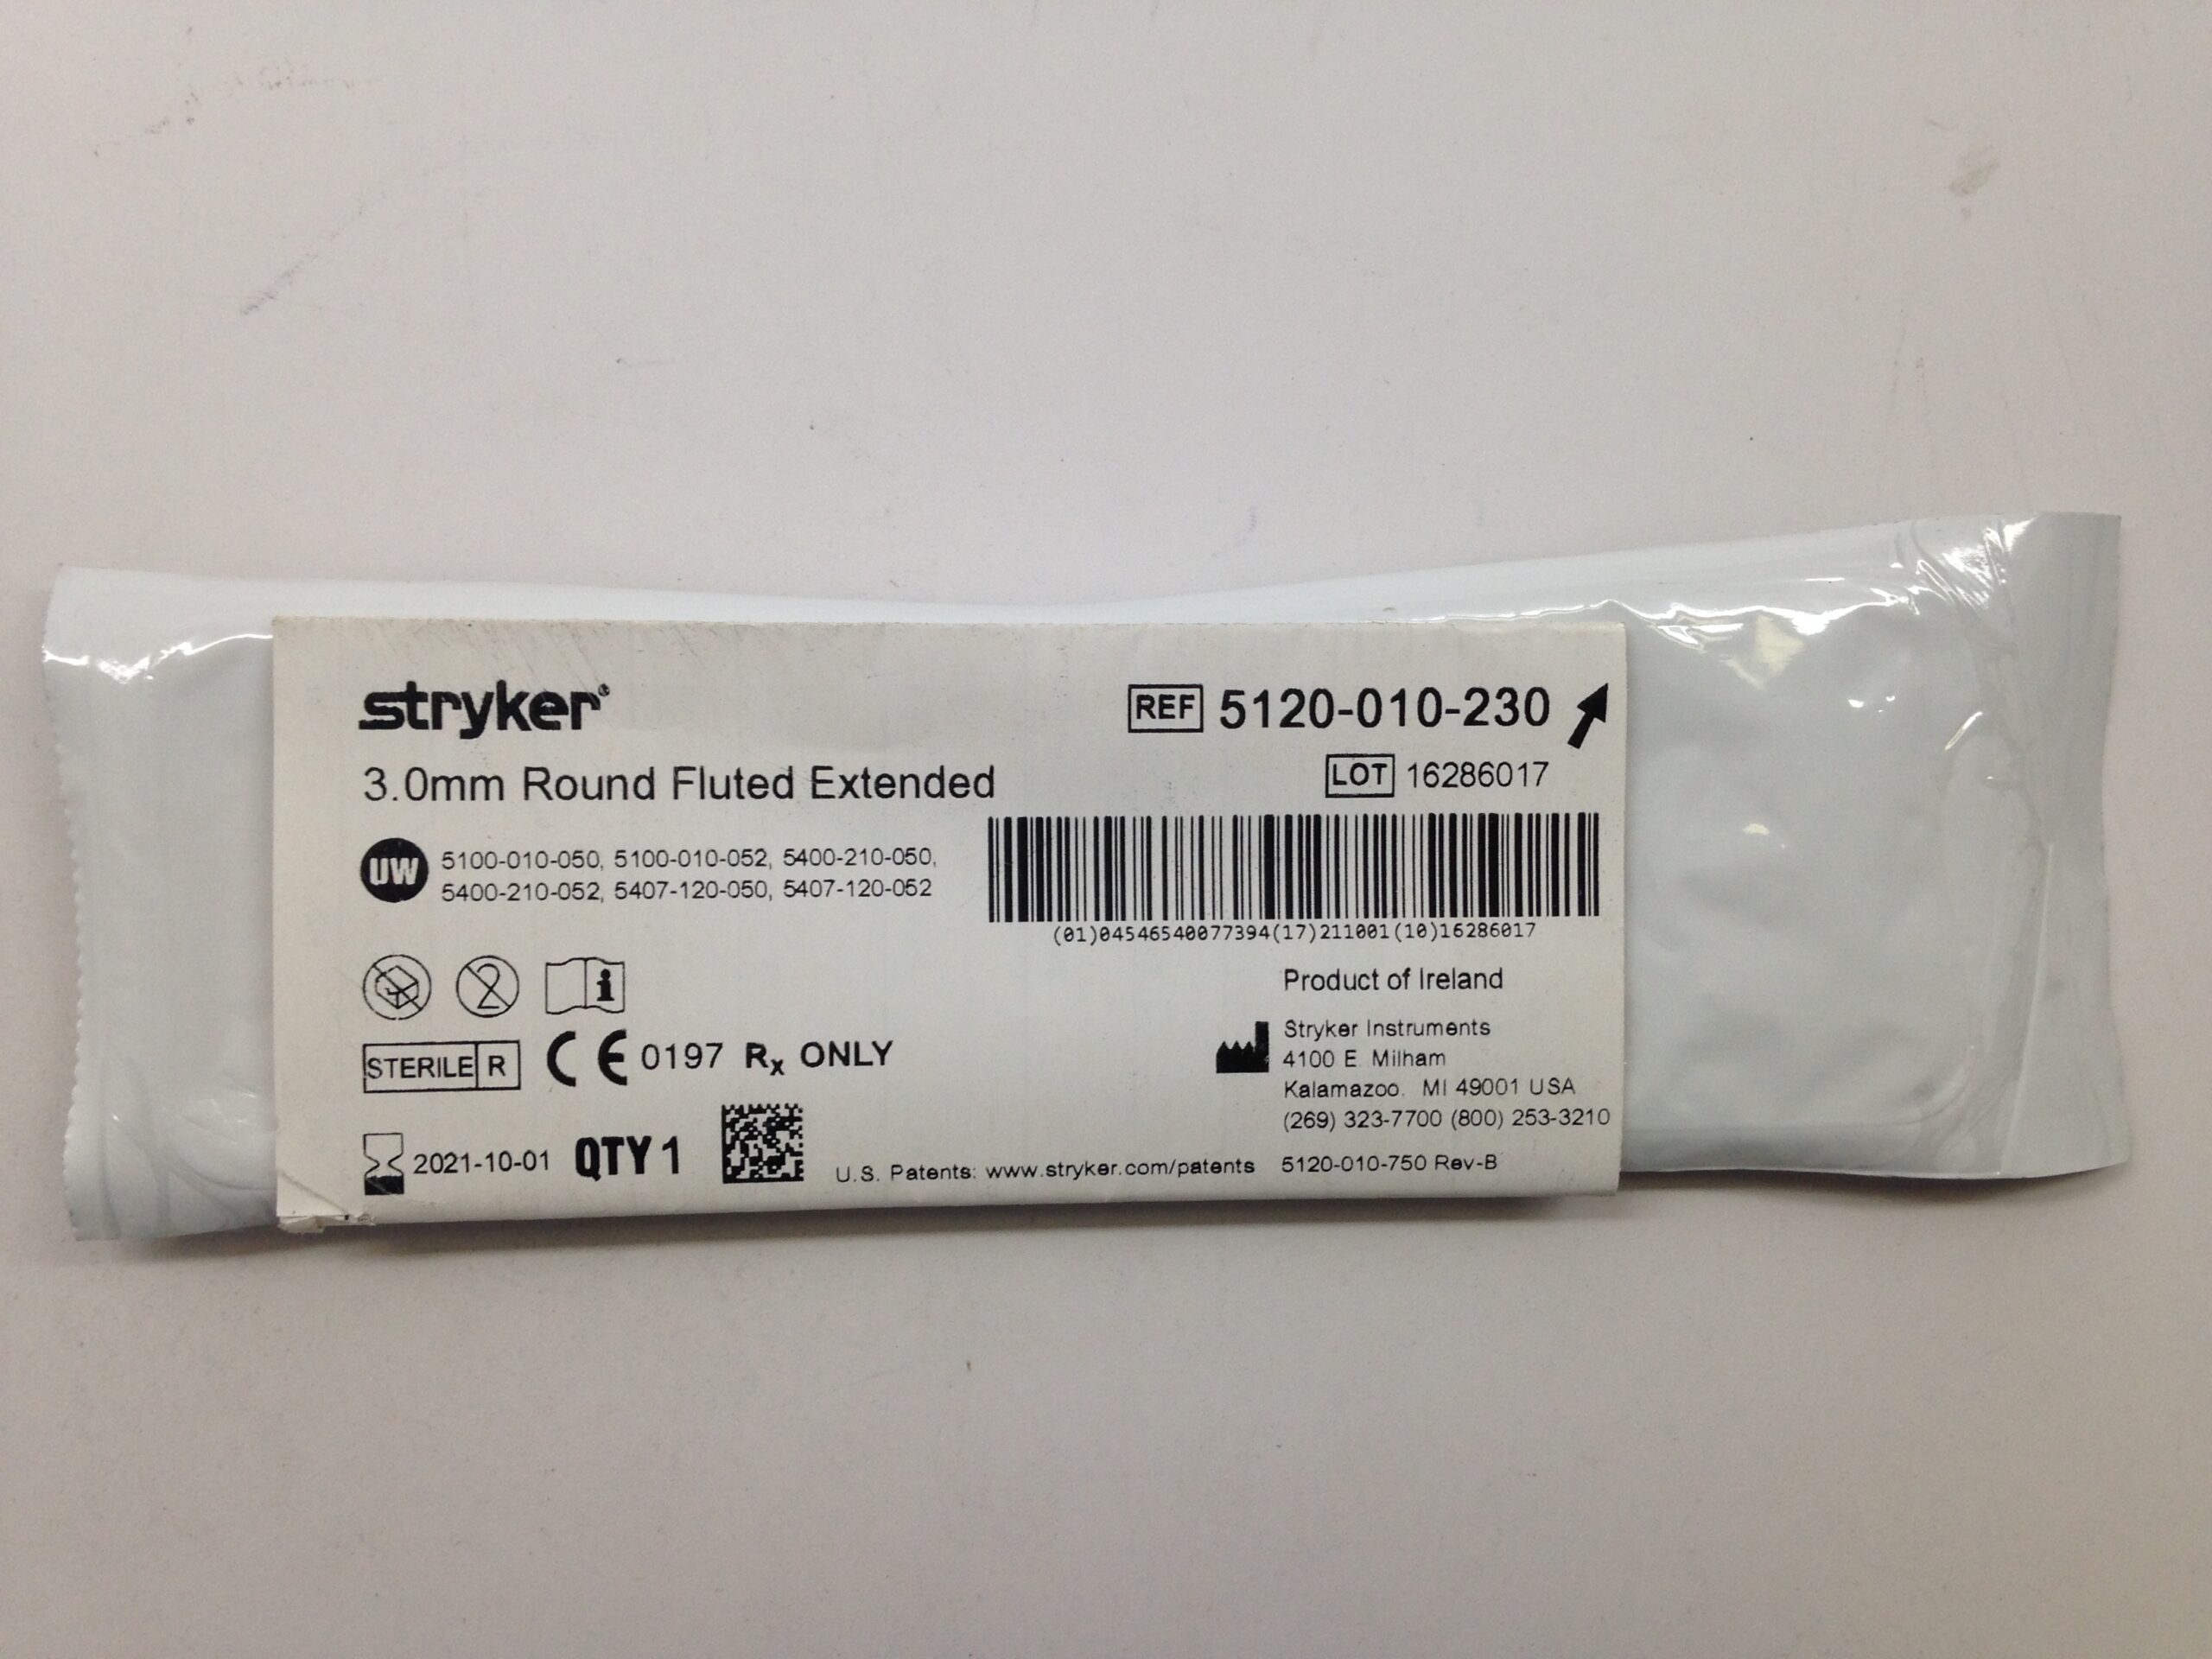 stryker®
3.0mm Round Fluted Extended
REF 5120-010-230
LOT 16286017
UW 5100-010-050, 5100-010-052, 5400-210-050,
5400-210-052, 5407-120-050, 5407-120-052
(01)04546540077394(17)211001(10)16286017
2
i
STERILE R CE 0197 Rx ONLY
2021-10-01 QTY 1
Product of Ireland
Stryker Instruments
4100 E. Milham
Kalamazoo, MI 49001 USA
(269) 323-7700 (800) 253-3210
U.S. Patents: www.stryker.com/patents 5120-010-750 Rev-B